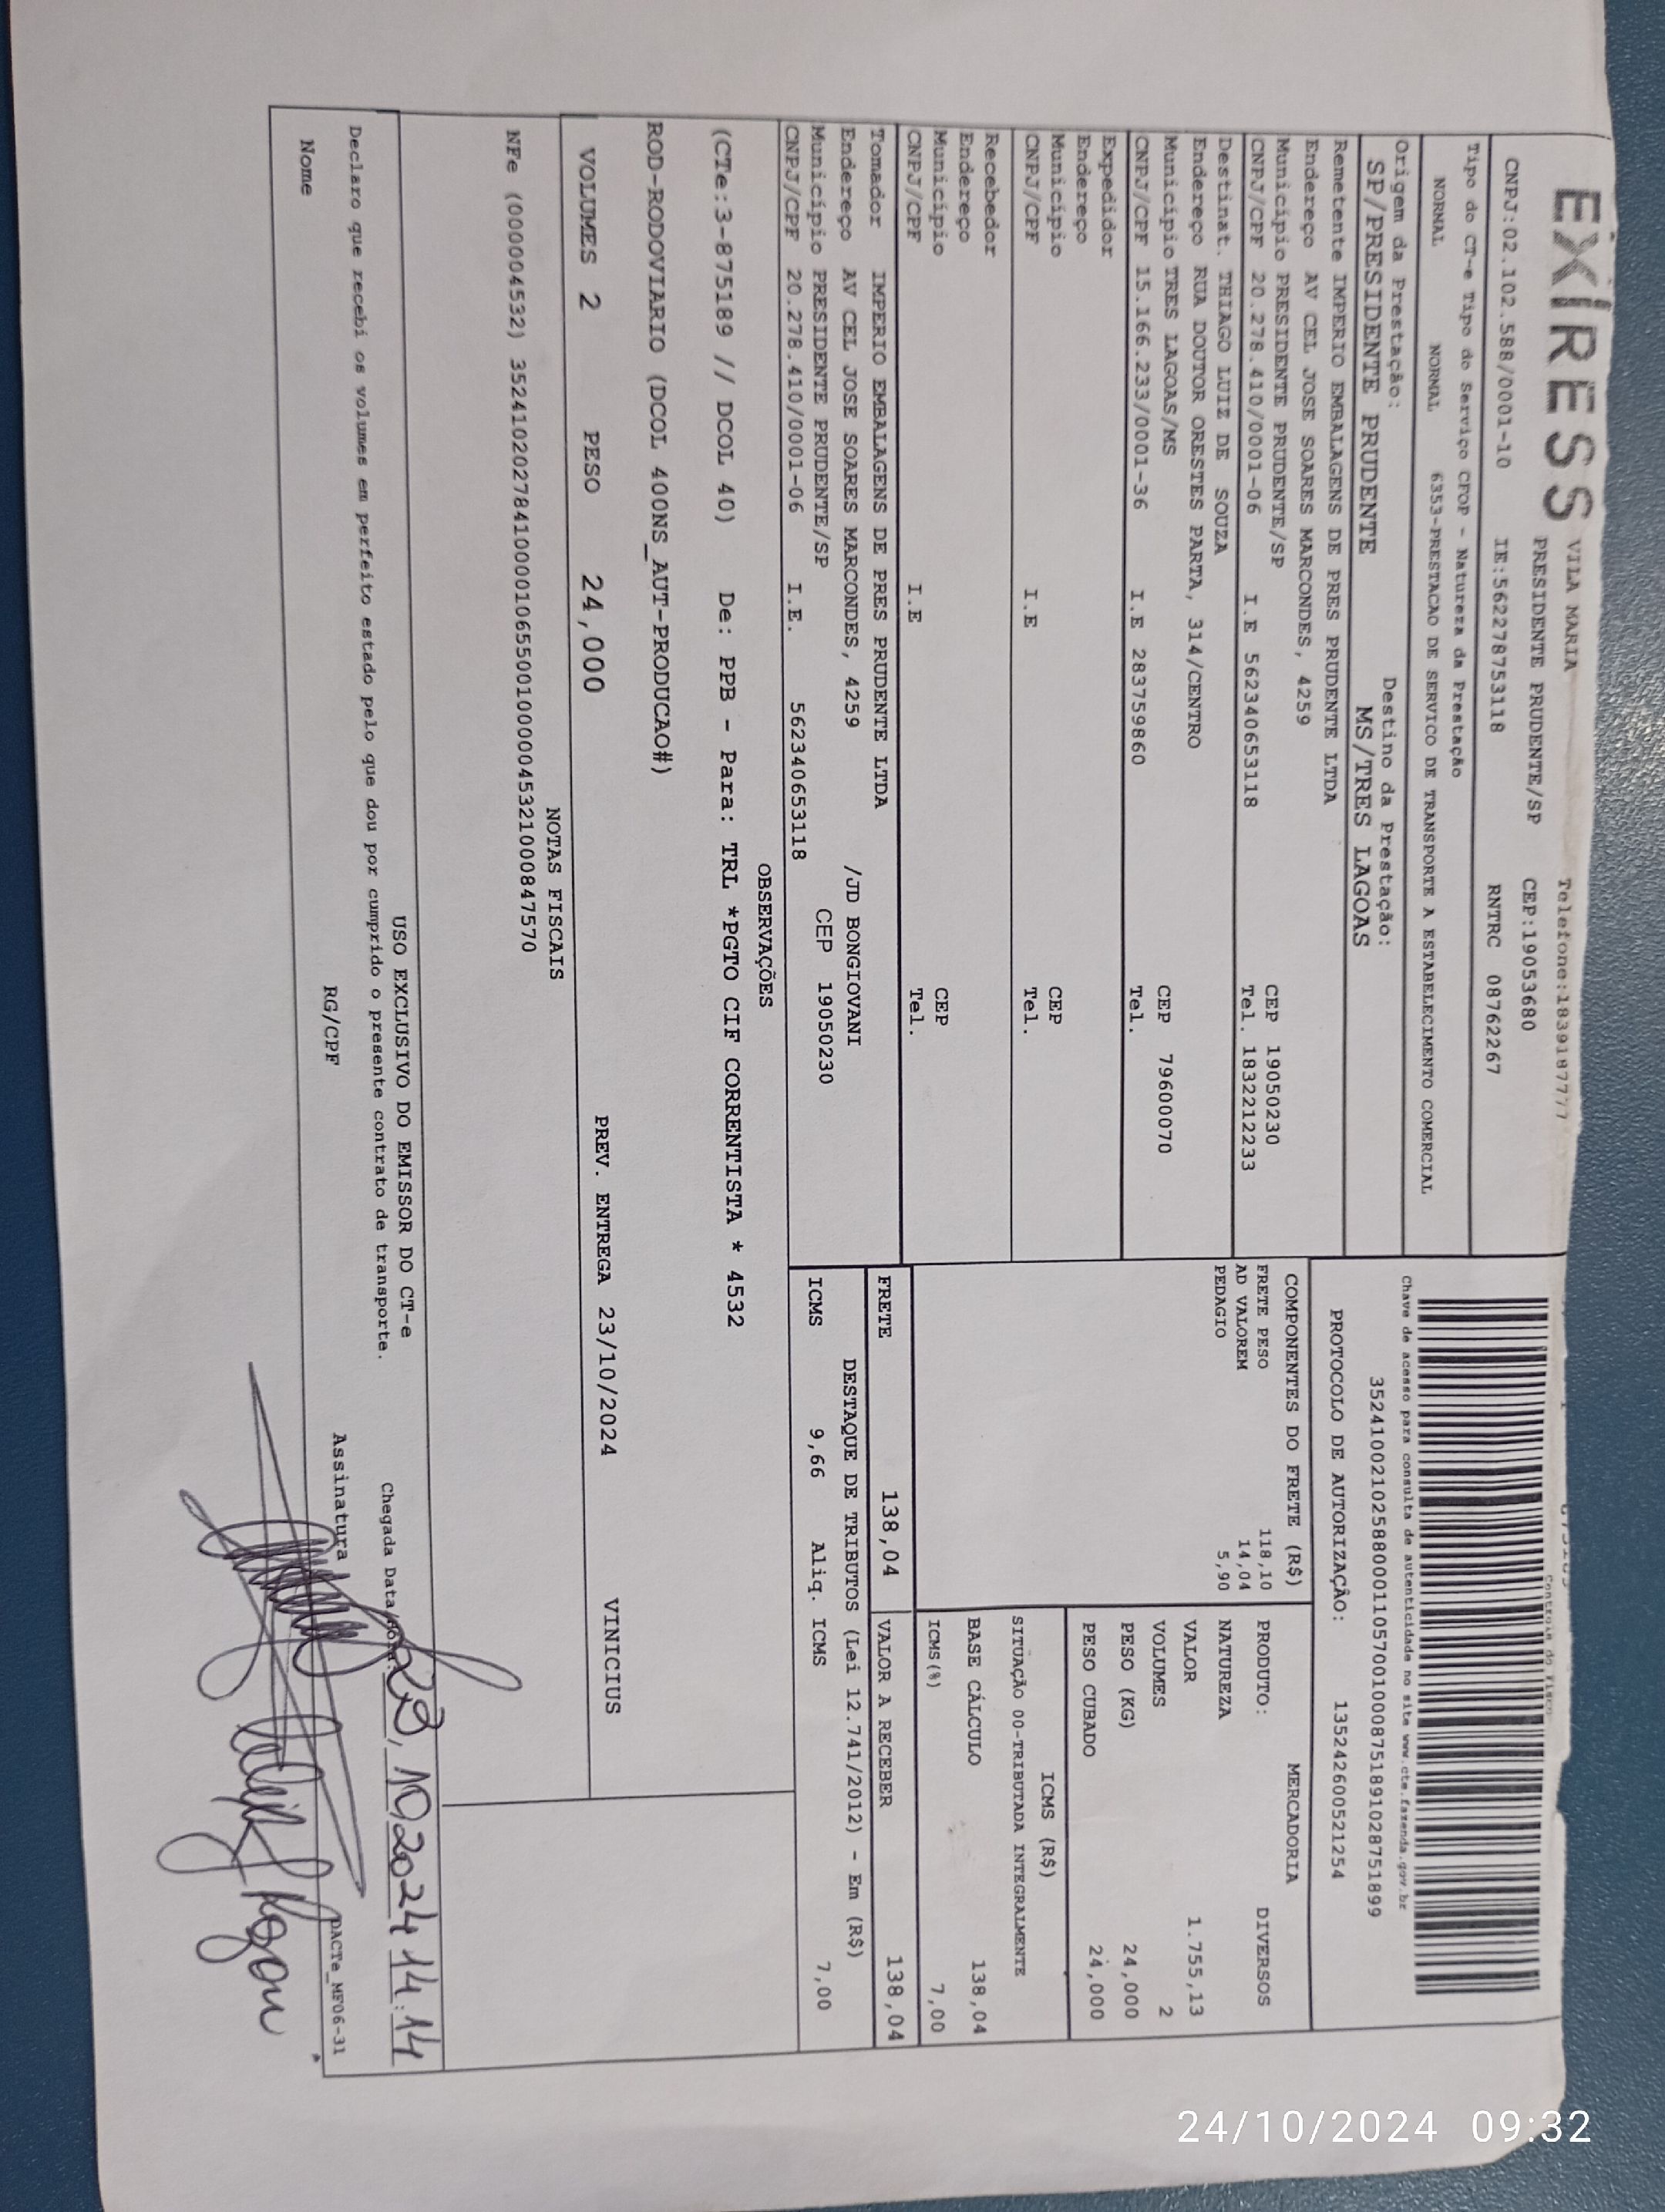 EXPRESS
VILA MARIA
Telefone:1839187777
PRESIDENTE PRUDENTE/SP CEP:19053680
CNPJ:02.102.588/0001-10 IE:562278753118 RNTRC 08762267
Tipo do CT-e Tipo do Serviço CFOP - Natureza da Prestação
NORMAL NORMAL 6353-PRESTACAO DE SERVICO DE TRANSPORTE A ESTABELECIMENTO COMERCIAL
Origem da Prestação: Destino da Prestação:
SP/PRESIDENTE PRUDENTE MS/TRES LAGOAS
Remetente IMPERIO EMBALAGENS DE PRES PRUDENTE LTDA
Endereço AV CEL JOSE SOARES MARCONDES, 4259
Município PRESIDENTE PRUDENTE/SP CEP 19050230
CNPJ/CPF 20.278.410/0001-06 I.E 562340653118 Tel. 1832212233
Destinat. THIAGO LUIZ DE SOUZA
Endereço RUA DOUTOR ORESTES PARTA, 314/CENTRO
Município TRES LAGOAS/MS CEP 79600070
CNPJ/CPF 15.166.233/0001-36 I.E 283759860 Tel.
Expedidor
Endereço
Município CEP
CNPJ/CPF I.E Tel.
Recebedor
Endereço
Município CEP
CNPJ/CPF I.E Tel.
Tomador IMPERIO EMBALAGENS DE PRES PRUDENTE LTDA
Endereço AV CEL JOSE SOARES MARCONDES, 4259 /JD BONGIOVANI
Município PRESIDENTE PRUDENTE/SP CEP 19050230
CNPJ/CPF 20.278.410/0001-06 I.E. 562340653118
Controle do Fisco
Chave de acesso para consulta de autenticidade no site www.cte.fazenda.gov.br
35241002102588000110570010008751891028751899
PROTOCOLO DE AUTORIZAÇÃO: 135242600521254
COMPONENTES DO FRETE (R$)
FRETE PESO 118,10
AD VALOREM 14,04
PEDAGIO 5,90
MERCADORIA
PRODUTO: DIVERSOS
NATUREZA
VALOR 1.755,13
VOLUMES 2
PESO (KG) 24,000
PESO CUBADO 24,000
ICMS (R$)
SITUAÇÃO 00-TRIBUTADA INTEGRALMENTE
BASE CÁLCULO 138,04
ICMS(%) 7,00
FRETE 138,04 VALOR A RECEBER 138,04
DESTAQUE DE TRIBUTOS (Lei 12.741/2012) - Em (R$)
ICMS 9,66 Aliq. ICMS 7,00
OBSERVAÇÕES
(CTe:3-875189 // DCOL 40) De: PPB - Para: TRL *PGTO CIF CORRENTISTA * 4532
ROD-RODOVIARIO (DCOL 40ONS_AUT-PRODUCAO#)
VOLUMES 2 PESO 24,000 PREV. ENTREGA 23/10/2024 VINICIUS
NOTAS FISCAIS
NFe (000004532) 35241020278410000106550010000045321000847570
USO EXCLUSIVO DO EMISSOR DO CT-e
Declaro que recebi os volumes em perfeito estado pelo que dou por cumprido o presente contrato de transporte.
Chegada Data/Hora: 23, 10 2024 14:14
Nome RG/CPF Assinatura
DACTe_MF06-31
24/10/2024 09:32